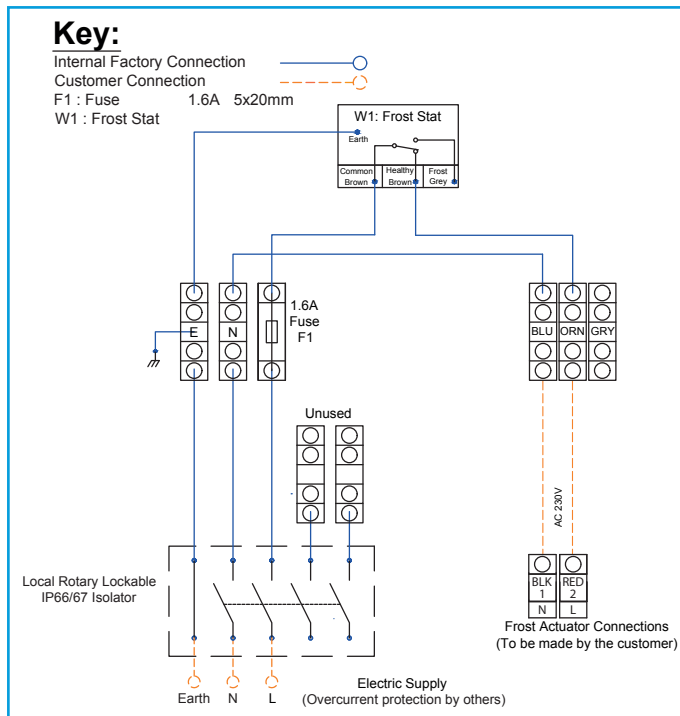 Key:
Internal Factory Connection
Customer Connection
F1 : Fuse 1.6A 5x20mm
W1 : Frost Stat
W1: Frost Stat
Earth
Common Brown
Healthy Brown
Frost Grey
E
N
1.6A
Fuse
F1
BLU
ORN
GRY
Unused
AC 230V
Local Rotary Lockable
IP66/67 Isolator
BLK
1
N
RED
2
L
Frost Actuator Connections
(To be made by the customer)
Earth
N
L
Electric Supply
(Overcurrent protection by others)